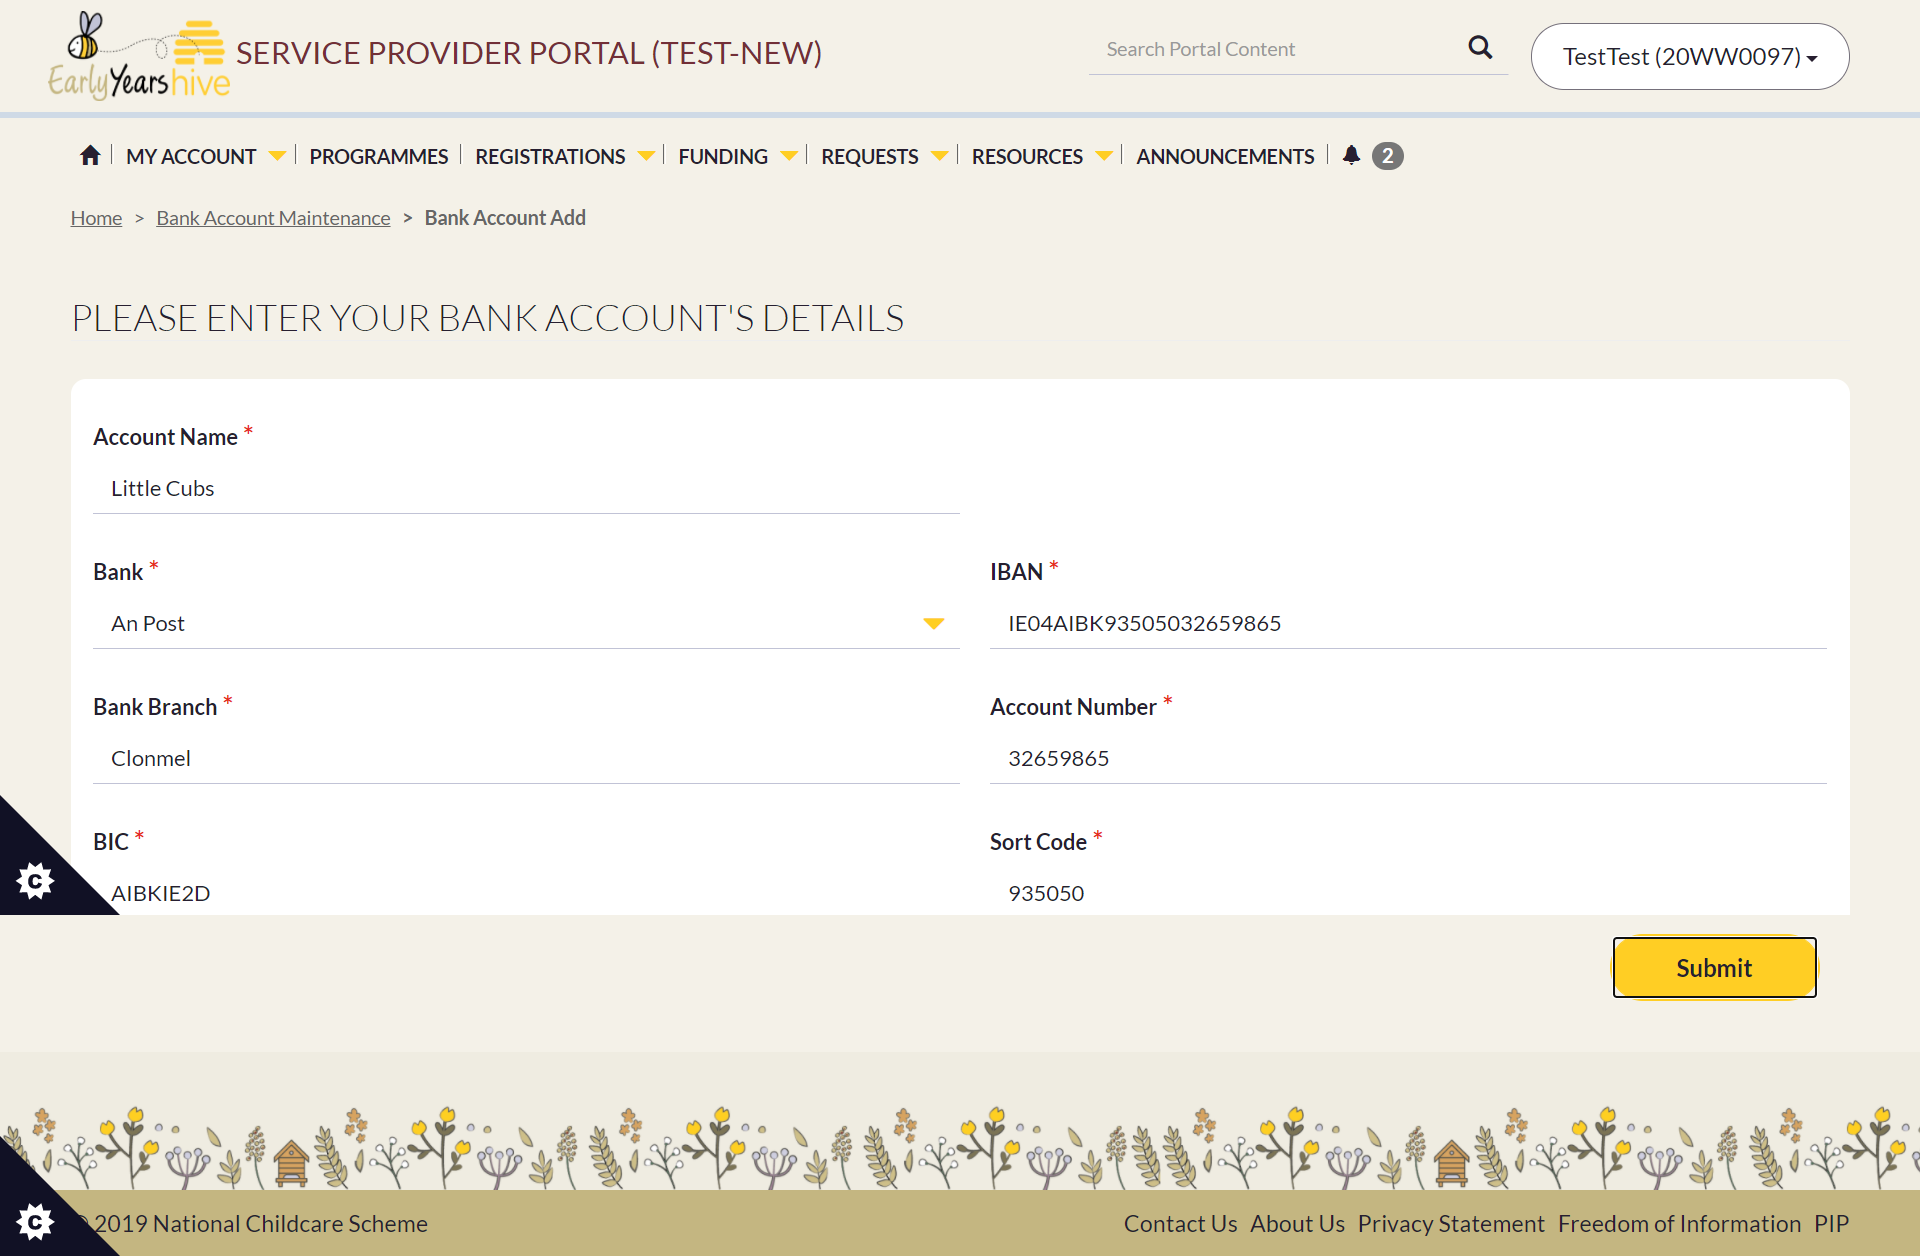 Early Years hive
SERVICE PROVIDER PORTAL (TEST-NEW)
Search Portal Content
TestTest (20WW0097)
MY ACCOUNT PROGRAMMES REGISTRATIONS FUNDING REQUESTS RESOURCES ANNOUNCEMENTS 2
Home > Bank Account Maintenance > Bank Account Add
PLEASE ENTER YOUR BANK ACCOUNT'S DETAILS
Account Name *
Little Cubs
Bank *
An Post
IBAN *
IE04AIBK93505032659865
Bank Branch *
Clonmel
Account Number *
32659865
BIC *
AIBKIE2D
Sort Code *
935050
C
Submit
C
© 2019 National Childcare Scheme
Contact Us About Us Privacy Statement Freedom of Information PIP